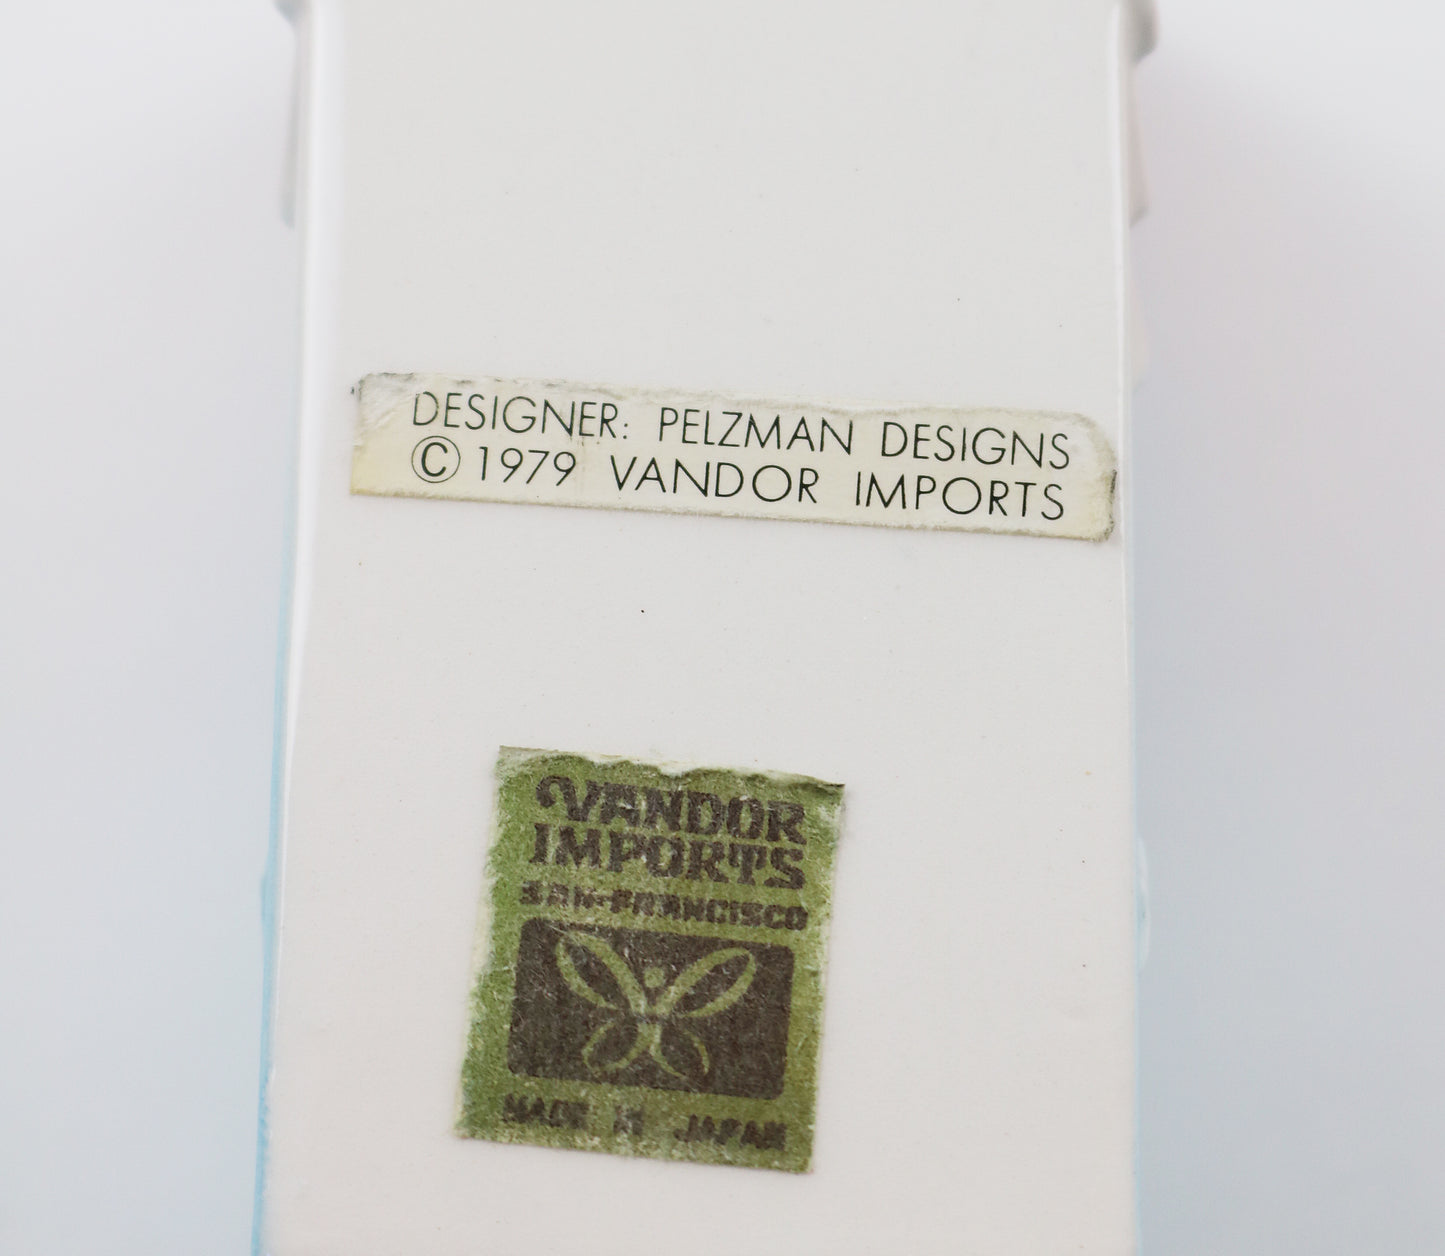 DESIGNER: PELZMAN DESIGNS
© 1979 VANDOR IMPORTS
VANDOR
IMPORTS
SAN·FRANCISCO
MADE IN JAPAN